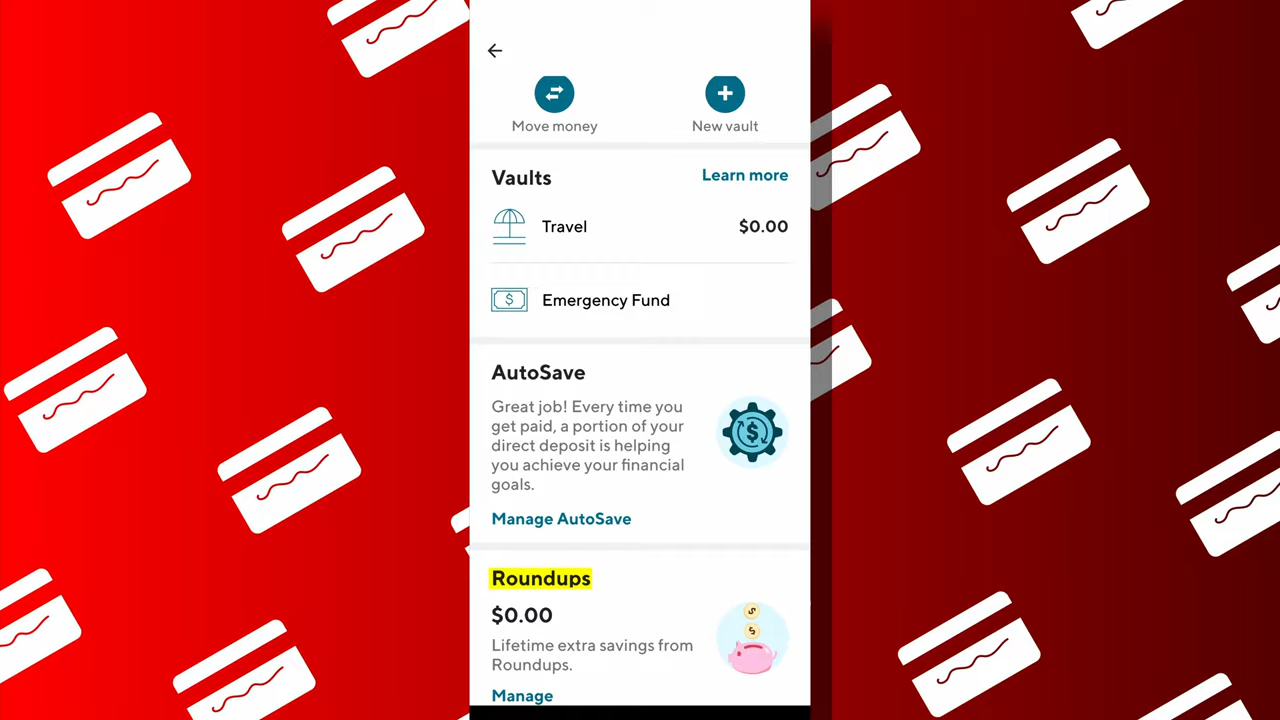 Move money
New vault
Vaults
Learn more
Travel
$0.00
Emergency Fund
AutoSave
Great job! Every time you
get paid, a portion of your
direct deposit is helping
you achieve your financial
goals.
Manage AutoSave
Roundups
$0.00
Lifetime extra savings from
Roundups.
Manage